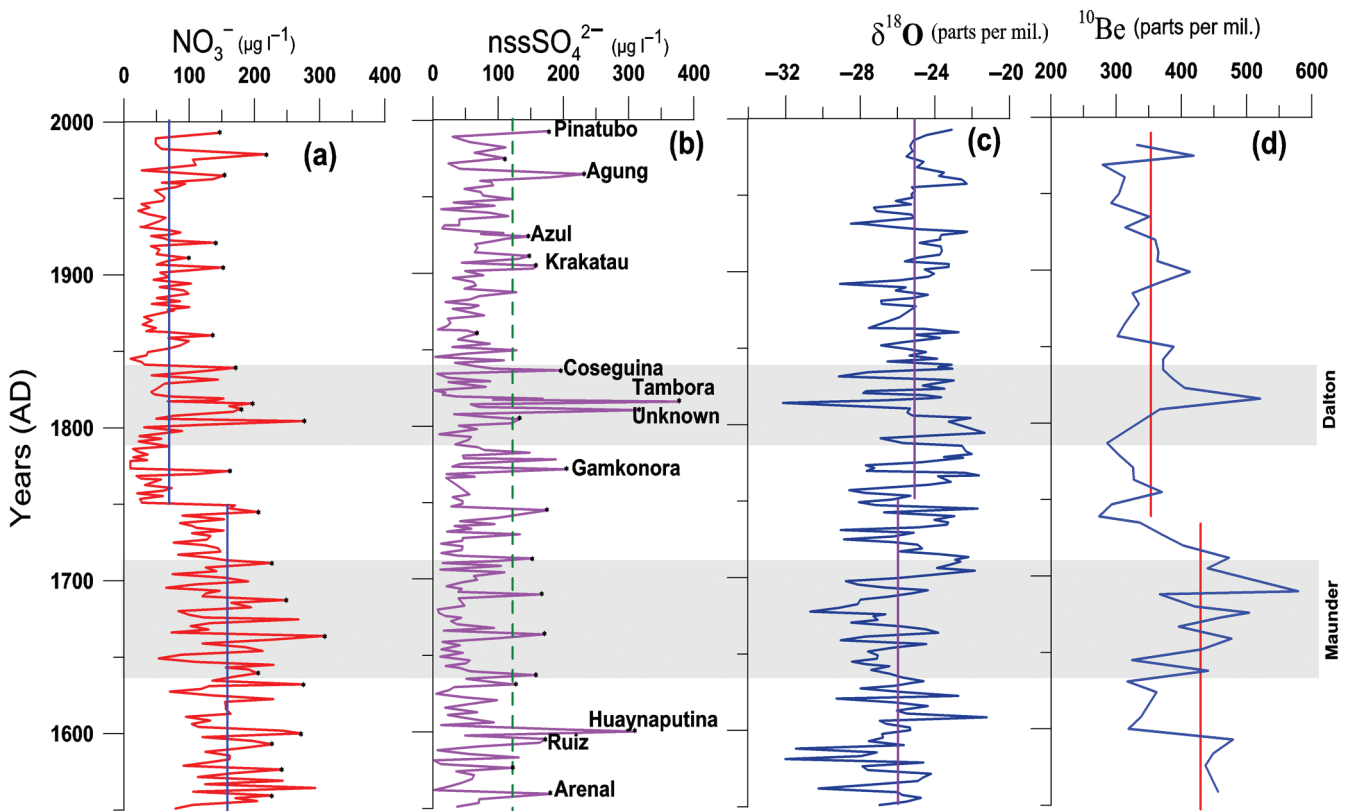 NO₃⁻ (µg l⁻¹)
nssSO₄²⁻ (µg l⁻¹)
δ¹⁸O (parts per mil.)
¹⁰Be (parts per mil.)
0 100 200 300 400
0 100 200 300 400
−32 −28 −24 −20
200 300 400 500 600
2000
1900
1800
1700
1600
Years (AD)
(a)
(b)
(c)
(d)
Pinatubo
Agung
Azul
Krakatau
Coseguina
Tambora
Unknown
Gamkonora
Huaynaputina
Ruiz
Arenal
Dalton
Maunder